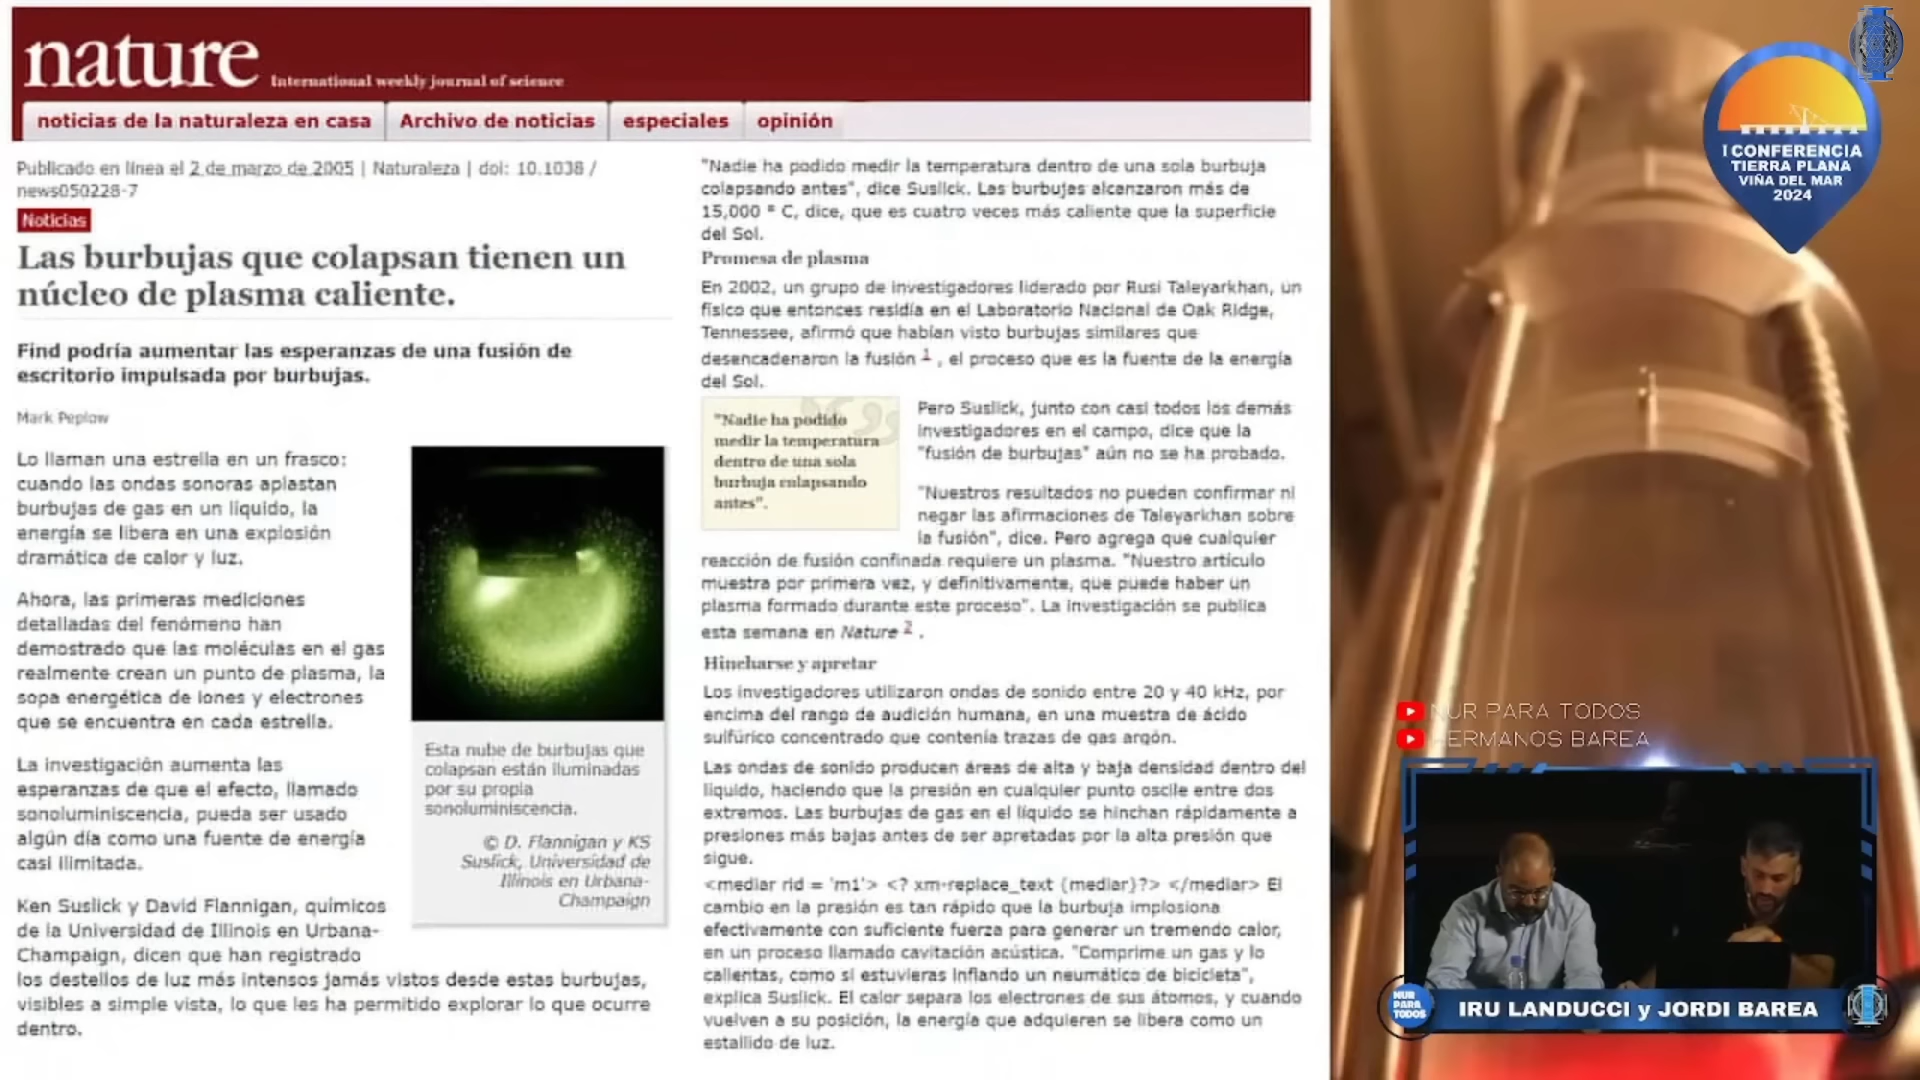 nature
International weekly journal of science
noticias de la naturaleza en casa
Archivo de noticias
especiales
opinión
Publicado en línea el 2 de marzo de 2005 | Naturaleza | doi: 10.1038 /
news050228-7
Noticias
Las burbujas que colapsan tienen un
núcleo de plasma caliente.
Find podría aumentar las esperanzas de una fusión de
escritorio impulsada por burbujas.
Mark Peplow
Lo llaman una estrella en un frasco:
cuando las ondas sonoras aplastan
burbujas de gas en un líquido, la
energía se libera en una explosión
dramática de calor y luz.
Ahora, las primeras mediciones
detalladas del fenómeno han
demostrado que las moléculas en el gas
realmente crean un punto de plasma, la
sopa energética de iones y electrones
que se encuentra en cada estrella.
La investigación aumenta las
esperanzas de que el efecto, llamado
sonoluminiscencia, pueda ser usado
algún día como una fuente de energía
casi ilimitada.
Ken Suslick y David Flannigan, químicos
de la Universidad de Illinois en Urbana-
Champaign, dicen que han registrado
los destellos de luz más intensos jamás vistos desde estas burbujas,
visibles a simple vista, lo que les ha permitido explorar lo que ocurre
dentro.
Esta nube de burbujas que
colapsan están iluminadas
por su propia
sonoluminiscencia.
© D. Flannigan y KS
Suslick, Universidad de
Illinois en Urbana-
Champaign
"Nadie ha podido medir la temperatura dentro de una sola burbuja
colapsando antes", dice Suslick. Las burbujas alcanzaron más de
15,000 ° C, dice, que es cuatro veces más caliente que la superficie
del Sol.
Promesa de plasma
En 2002, un grupo de investigadores liderado por Rusi Taleyarkhan, un
físico que entonces residía en el Laboratorio Nacional de Oak Ridge,
Tennessee, afirmó que habían visto burbujas similares que
desencadenaron la fusión 1 , el proceso que es la fuente de la energía
del Sol.
"Nadie ha podido
medir la temperatura
dentro de una sola
burbuja colapsando
antes".
Pero Suslick, junto con casi todos los demás
investigadores en el campo, dice que la
"fusión de burbujas" aún no se ha probado.
"Nuestros resultados no pueden confirmar ni
negar las afirmaciones de Taleyarkhan sobre
la fusión", dice. Pero agrega que cualquier
reacción de fusión confinada requiere un plasma. "Nuestro artículo
muestra por primera vez, y definitivamente, que puede haber un
plasma formado durante este proceso". La investigación se publica
esta semana en Nature 2 .
Hincharse y apretar
Los investigadores utilizaron ondas de sonido entre 20 y 40 kHz, por
encima del rango de audición humana, en una muestra de ácido
sulfúrico concentrado que contenía trazas de gas argón.
Las ondas de sonido producen áreas de alta y baja densidad dentro del
líquido, haciendo que la presión en cualquier punto oscile entre dos
extremos. Las burbujas de gas en el líquido se hinchan rápidamente a
presiones más bajas antes de ser apretadas por la alta presión que
sigue.
<mediar rid = 'm1'> <? xm-replace_text {mediar}?> </mediar> El
cambio en la presión es tan rápido que la burbuja implosiona
efectivamente con suficiente fuerza para generar un tremendo calor,
en un proceso llamado cavitación acústica. "Comprime un gas y lo
calientas, como si estuvieras inflando un neumático de bicicleta",
explica Suslick. El calor separa los electrones de sus átomos, y cuando
vuelven a su posición, la energía que adquieren se libera como un
estallido de luz.
I CONFERENCIA
TIERRA PLANA
VIÑA DEL MAR
2024
NUR PARA TODOS
HERMANOS BAREA
NUR
PARA
TODOS
IRU LANDUCCI y JORDI BAREA